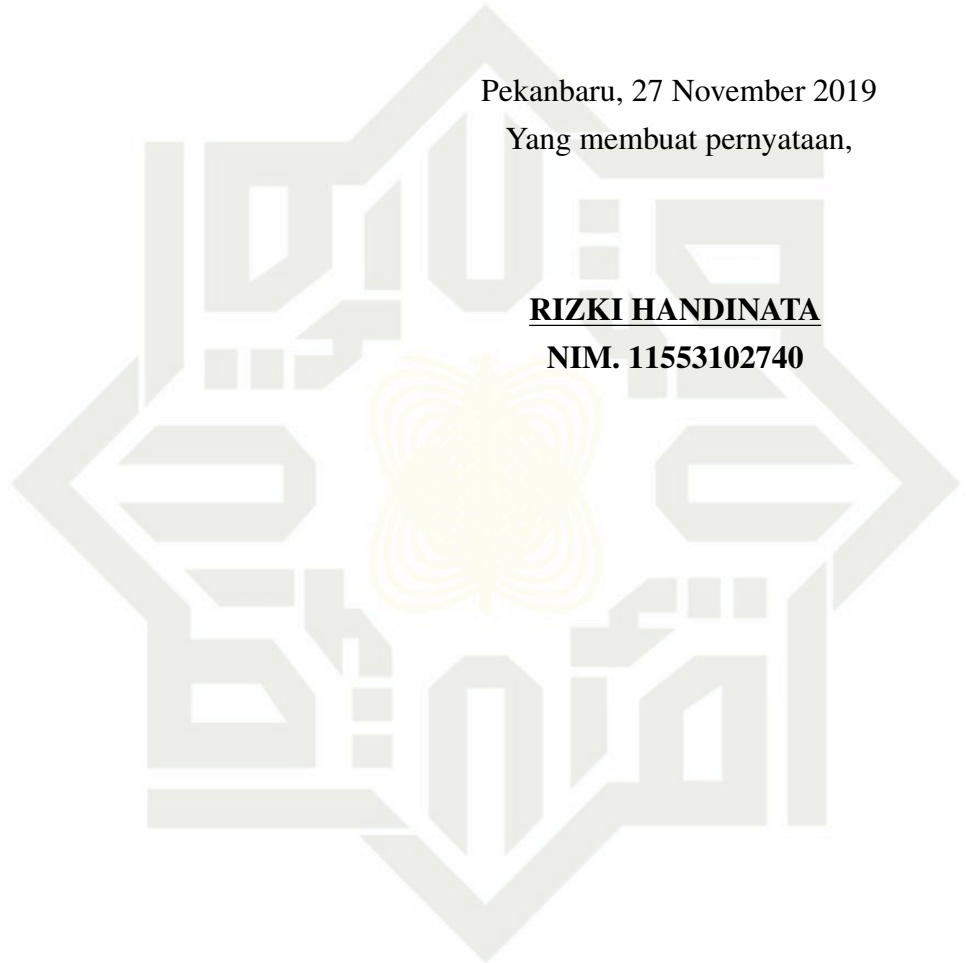 Pekanbaru, 27 November 2019
Yang membuat pernyataan,
RIZKI HANDINATA
NIM. 11553102740